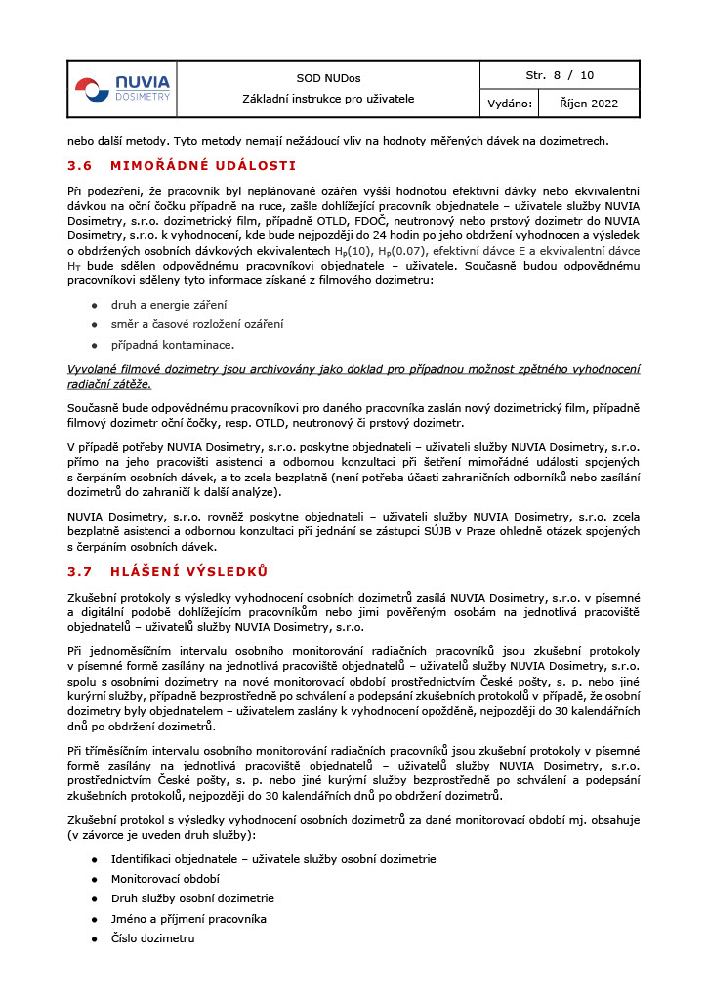 NUVIA
DOSIMETRY
SOD NUDos
Základní instrukce pro uživatele
Str. 8 / 10
Vydáno:
Říjen 2022
nebo další metody. Tyto metody nemají nežádoucí vliv na hodnoty měřených dávek na dozimetrech.
3.6 MIMOŘÁDNÉ UDÁLOSTI
Při podezření, že pracovník byl neplánovaně ozářen vyšší hodnotou efektivní dávky nebo ekvivalentní
dávkou na oční čočku případně na ruce, zašle dohlížející pracovník objednatele – uživatele služby NUVIA
Dosimetry, s.r.o. dozimetrický film, případně OTLD, FDOČ, neutronový nebo prstový dozimetr do NUVIA
Dosimetry, s.r.o. k vyhodnocení, kde bude nejpozději do 24 hodin po jeho obdržení vyhodnocen a výsledek
o obdržených osobních dávkových ekvivalentech Hp(10), Hp(0.07), efektivní dávce E a ekvivalentní dávce
HT bude sdělen odpovědnému pracovníkovi objednatele – uživatele. Současně budou odpovědnému
pracovníkovi sděleny tyto informace získané z filmového dozimetru:
● druh a energie záření
● směr a časové rozložení ozáření
● případná kontaminace.
Vyvolané filmové dozimetry jsou archivovány jako doklad pro případnou možnost zpětného vyhodnocení
radiační zátěže.
Současně bude odpovědnému pracovníkovi pro daného pracovníka zaslán nový dozimetrický film, případně
filmový dozimetr oční čočky, resp. OTLD, neutronový či prstový dozimetr.
V případě potřeby NUVIA Dosimetry, s.r.o. poskytne objednateli – uživateli služby NUVIA Dosimetry, s.r.o.
přímo na jeho pracovišti asistenci a odbornou konzultaci při šetření mimořádné události spojených
s čerpáním osobních dávek, a to zcela bezplatně (není potřeba účasti zahraničních odborníků nebo zasílání
dozimetrů do zahraničí k další analýze).
NUVIA Dosimetry, s.r.o. rovněž poskytne objednateli – uživateli služby NUVIA Dosimetry, s.r.o. zcela
bezplatně asistenci a odbornou konzultaci při jednání se zástupci SÚJB v Praze ohledně otázek spojených
s čerpáním osobních dávek.
3.7 HLÁŠENÍ VÝSLEDKŮ
Zkušební protokoly s výsledky vyhodnocení osobních dozimetrů zasílá NUVIA Dosimetry, s.r.o. v písemné
a digitální podobě dohlížejícím pracovníkům nebo jimi pověřeným osobám na jednotlivá pracoviště
objednatelů – uživatelů služby NUVIA Dosimetry, s.r.o.
Při jednoměsíčním intervalu osobního monitorování radiačních pracovníků jsou zkušební protokoly
v písemné formě zasílány na jednotlivá pracoviště objednatelů – uživatelů služby NUVIA Dosimetry, s.r.o.
spolu s osobními dozimetry na nové monitorovací období prostřednictvím České pošty, s. p. nebo jiné
kurýrní služby, případně bezprostředně po schválení a podepsání zkušebních protokolů v případě, že osobní
dozimetry byly objednatelem – uživatelem zaslány k vyhodnocení opožděně, nejpozději do 30 kalendářních
dnů po obdržení dozimetrů.
Při tříměsíčním intervalu osobního monitorování radiačních pracovníků jsou zkušební protokoly v písemné
formě zasílány na jednotlivá pracoviště objednatelů – uživatelů služby NUVIA Dosimetry, s.r.o.
prostřednictvím České pošty, s. p. nebo jiné kurýrní služby bezprostředně po schválení a podepsání
zkušebních protokolů, nejpozději do 30 kalendářních dnů po obdržení dozimetrů.
Zkušební protokol s výsledky vyhodnocení osobních dozimetrů za dané monitorovací období mj. obsahuje
(v závorce je uveden druh služby):
● Identifikaci objednatele – uživatele služby osobní dozimetrie
● Monitorovací období
● Druh služby osobní dozimetrie
● Jméno a příjmení pracovníka
● Číslo dozimetru